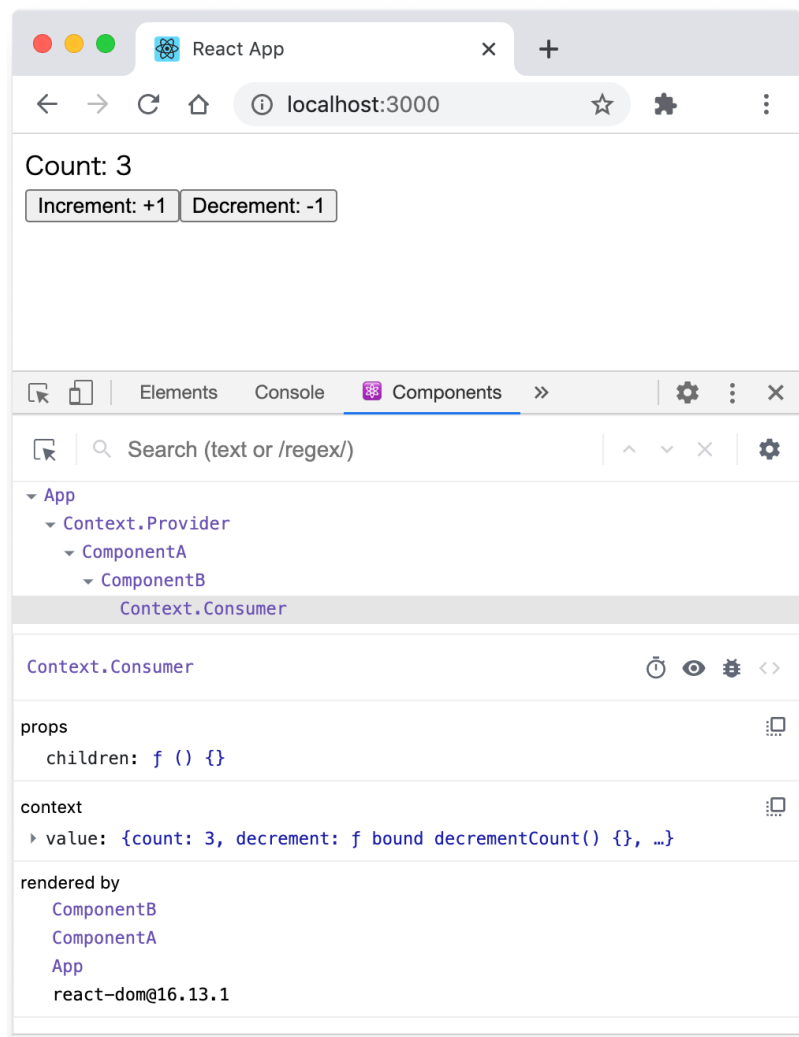 React App
localhost:3000
Count: 3
Increment: +1 Decrement: -1
Elements Console Components
Search (text or /regex/)
App
Context.Provider
ComponentA
ComponentB
Context.Consumer
Context.Consumer
props
children: ƒ () {}
context
value: {count: 3, decrement: ƒ bound decrementCount() {}, …}
rendered by
ComponentB
ComponentA
App
react-dom@16.13.1